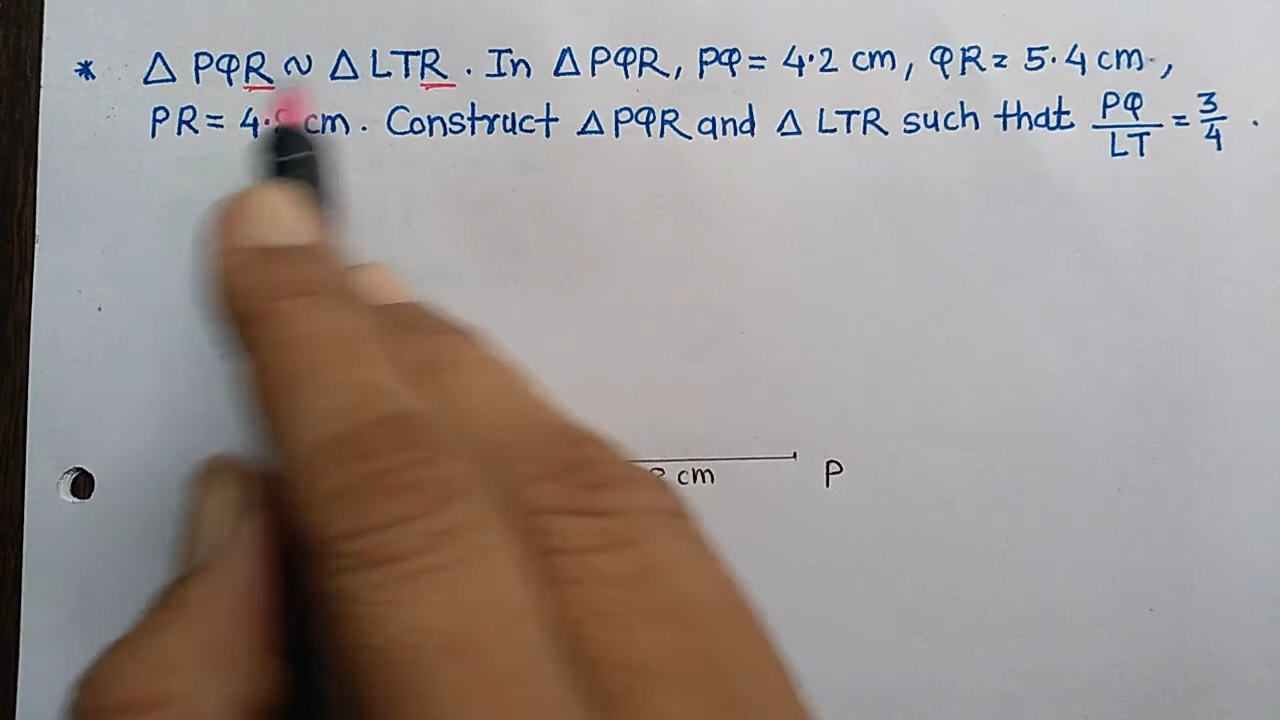 * △ PQR ~ △ LTR. In △PQR, PQ = 4.2 cm, QR = 5.4 cm.,
PR = 4. cm. Construct △PQR and △ LTR such that PQ/LT = 3/4.
cm P